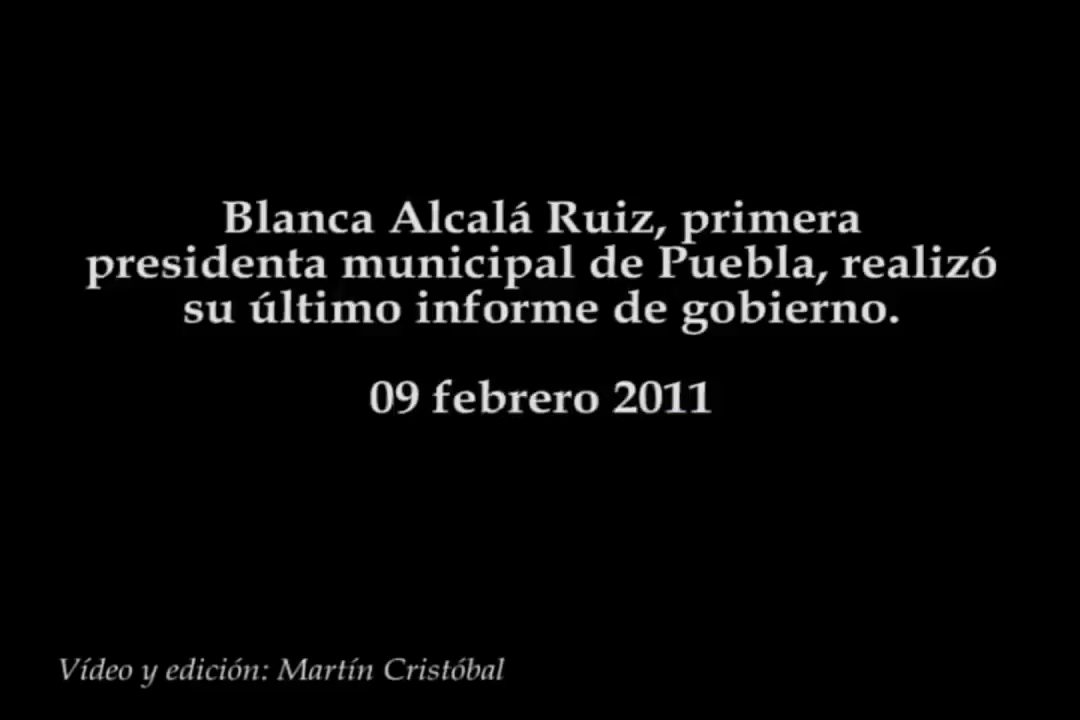 Blanca Alcalá Ruiz, primera
presidenta municipal de Puebla, realizó
su último informe de gobierno.
09 febrero 2011
Vídeo y edición: Martín Cristóbal